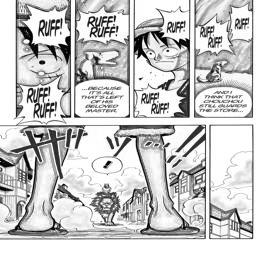 RUFF!
RUFF!
RUFF!
RUFF!
RUFF!
RUFF!
RUFF!
...BECAUSE
IT'S ALL
THAT'S LEFT
OF HIS
BELOVED
MASTER.
RUFF!
RUFF!
RUFF!
RUFF!
RUFF!
RUFF!
AND I
THINK THAT
CHOUCHOU
STILL GUARDS
THE STORE...
!